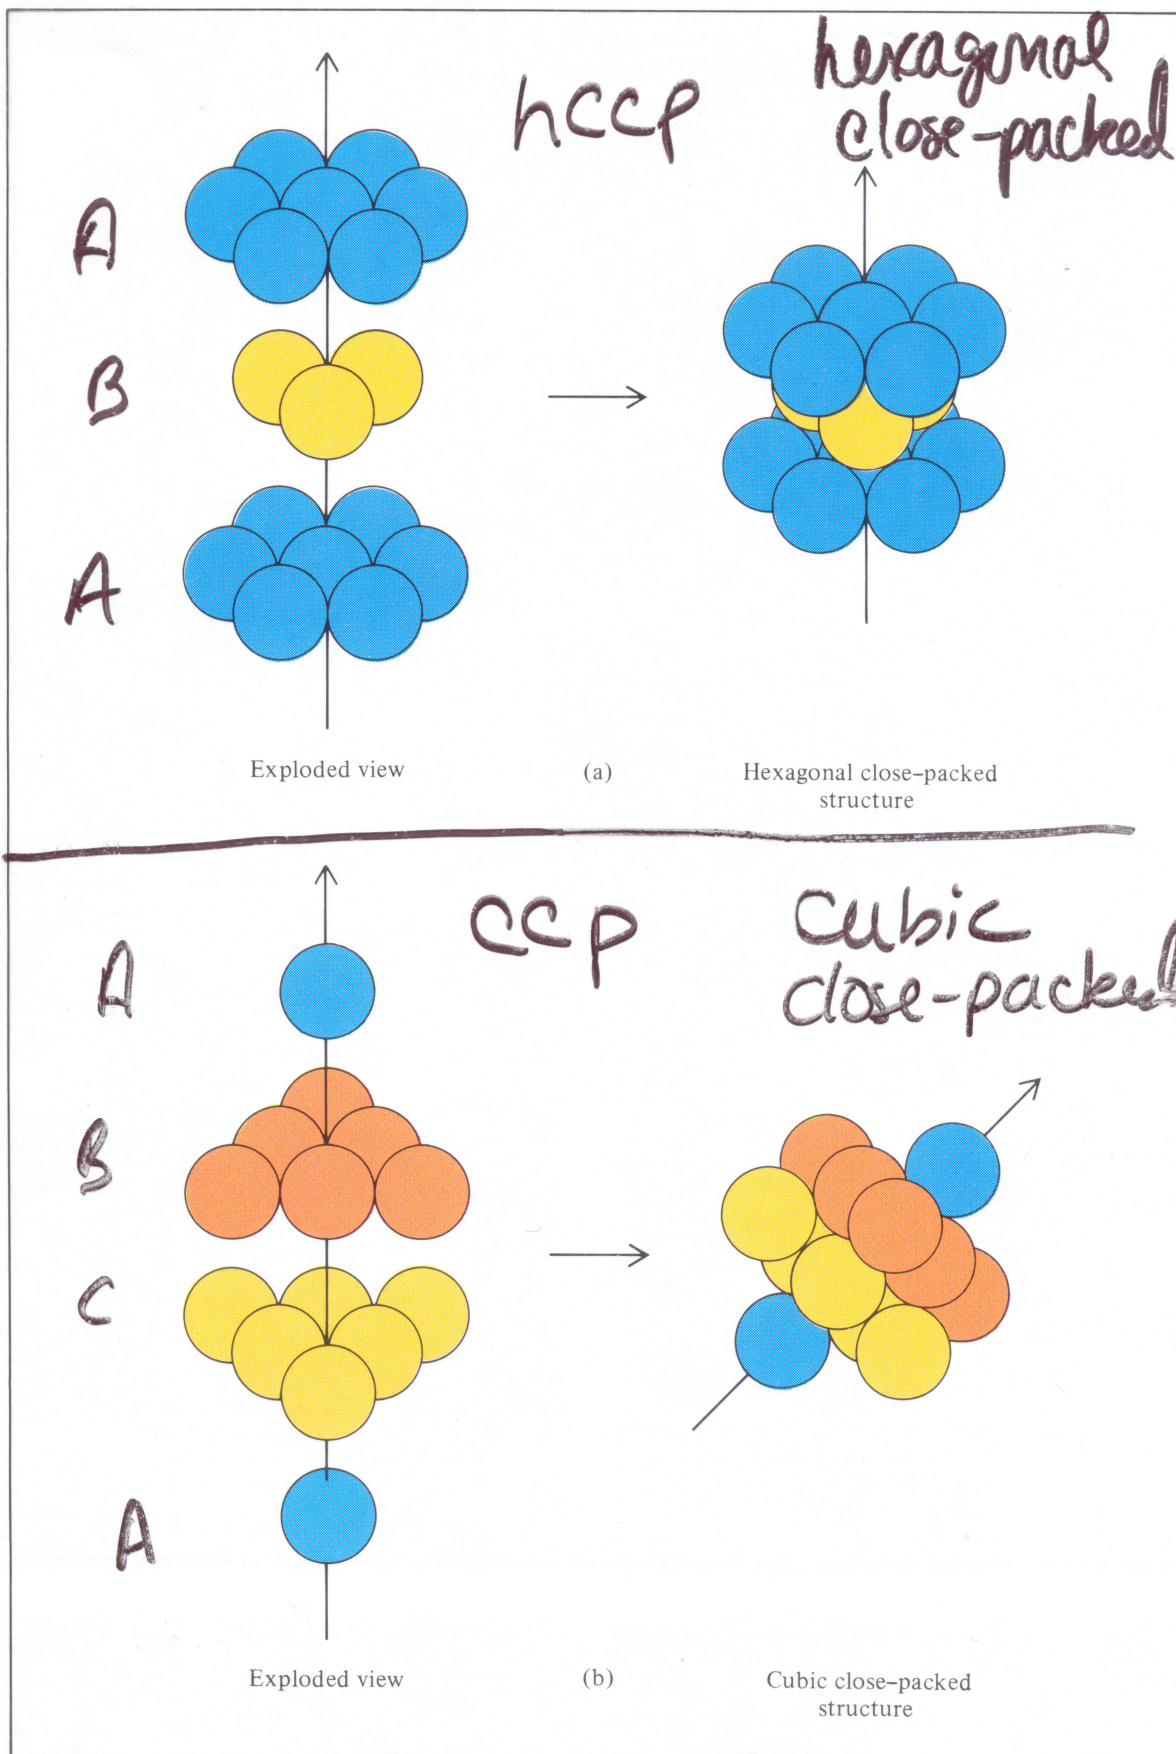 hccp
hexagonal
close-packed
A
B
A
Exploded view
(a)
Hexagonal close-packed
structure
ccp
cubic
close-packed
A
B
C
A
Exploded view
(b)
Cubic close-packed
structure